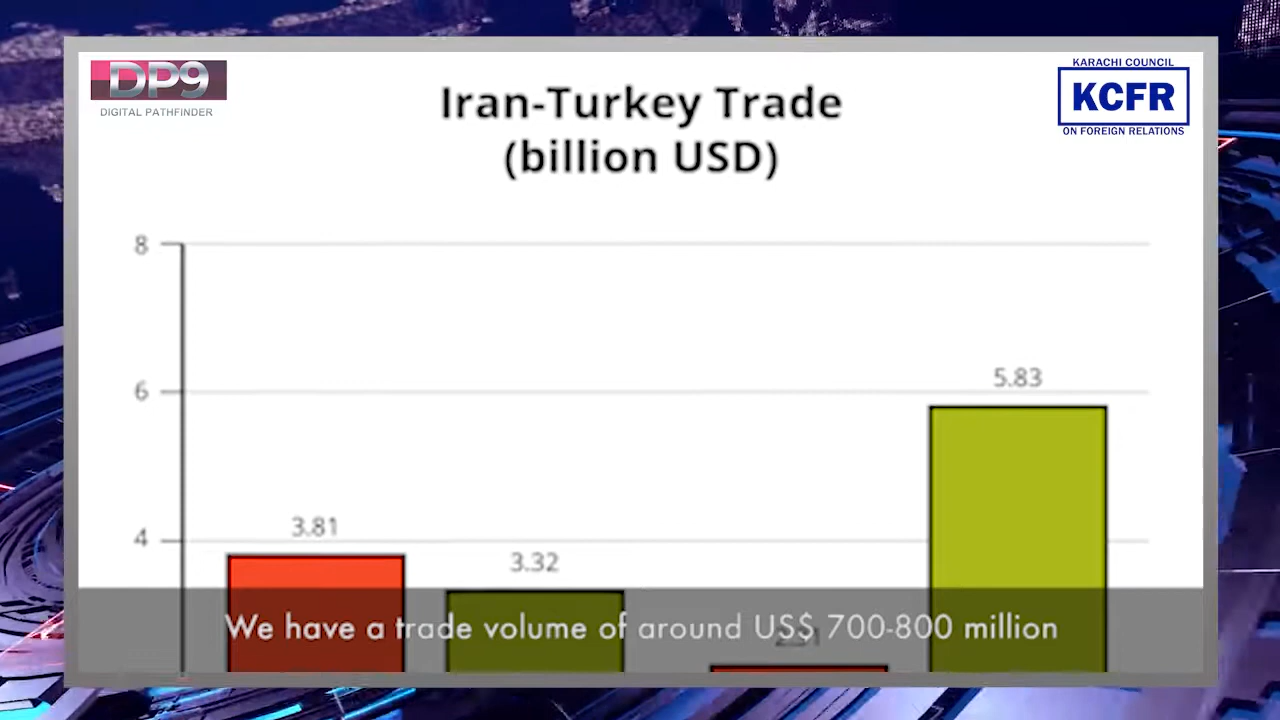 DP9
DIGITAL PATHFINDER
KARACHI COUNCIL
KCFR
ON FOREIGN RELATIONS
Iran-Turkey Trade
(billion USD)
8
6
4
3.81
3.32
5.83
We have a trade volume of around US$ 700-800 million